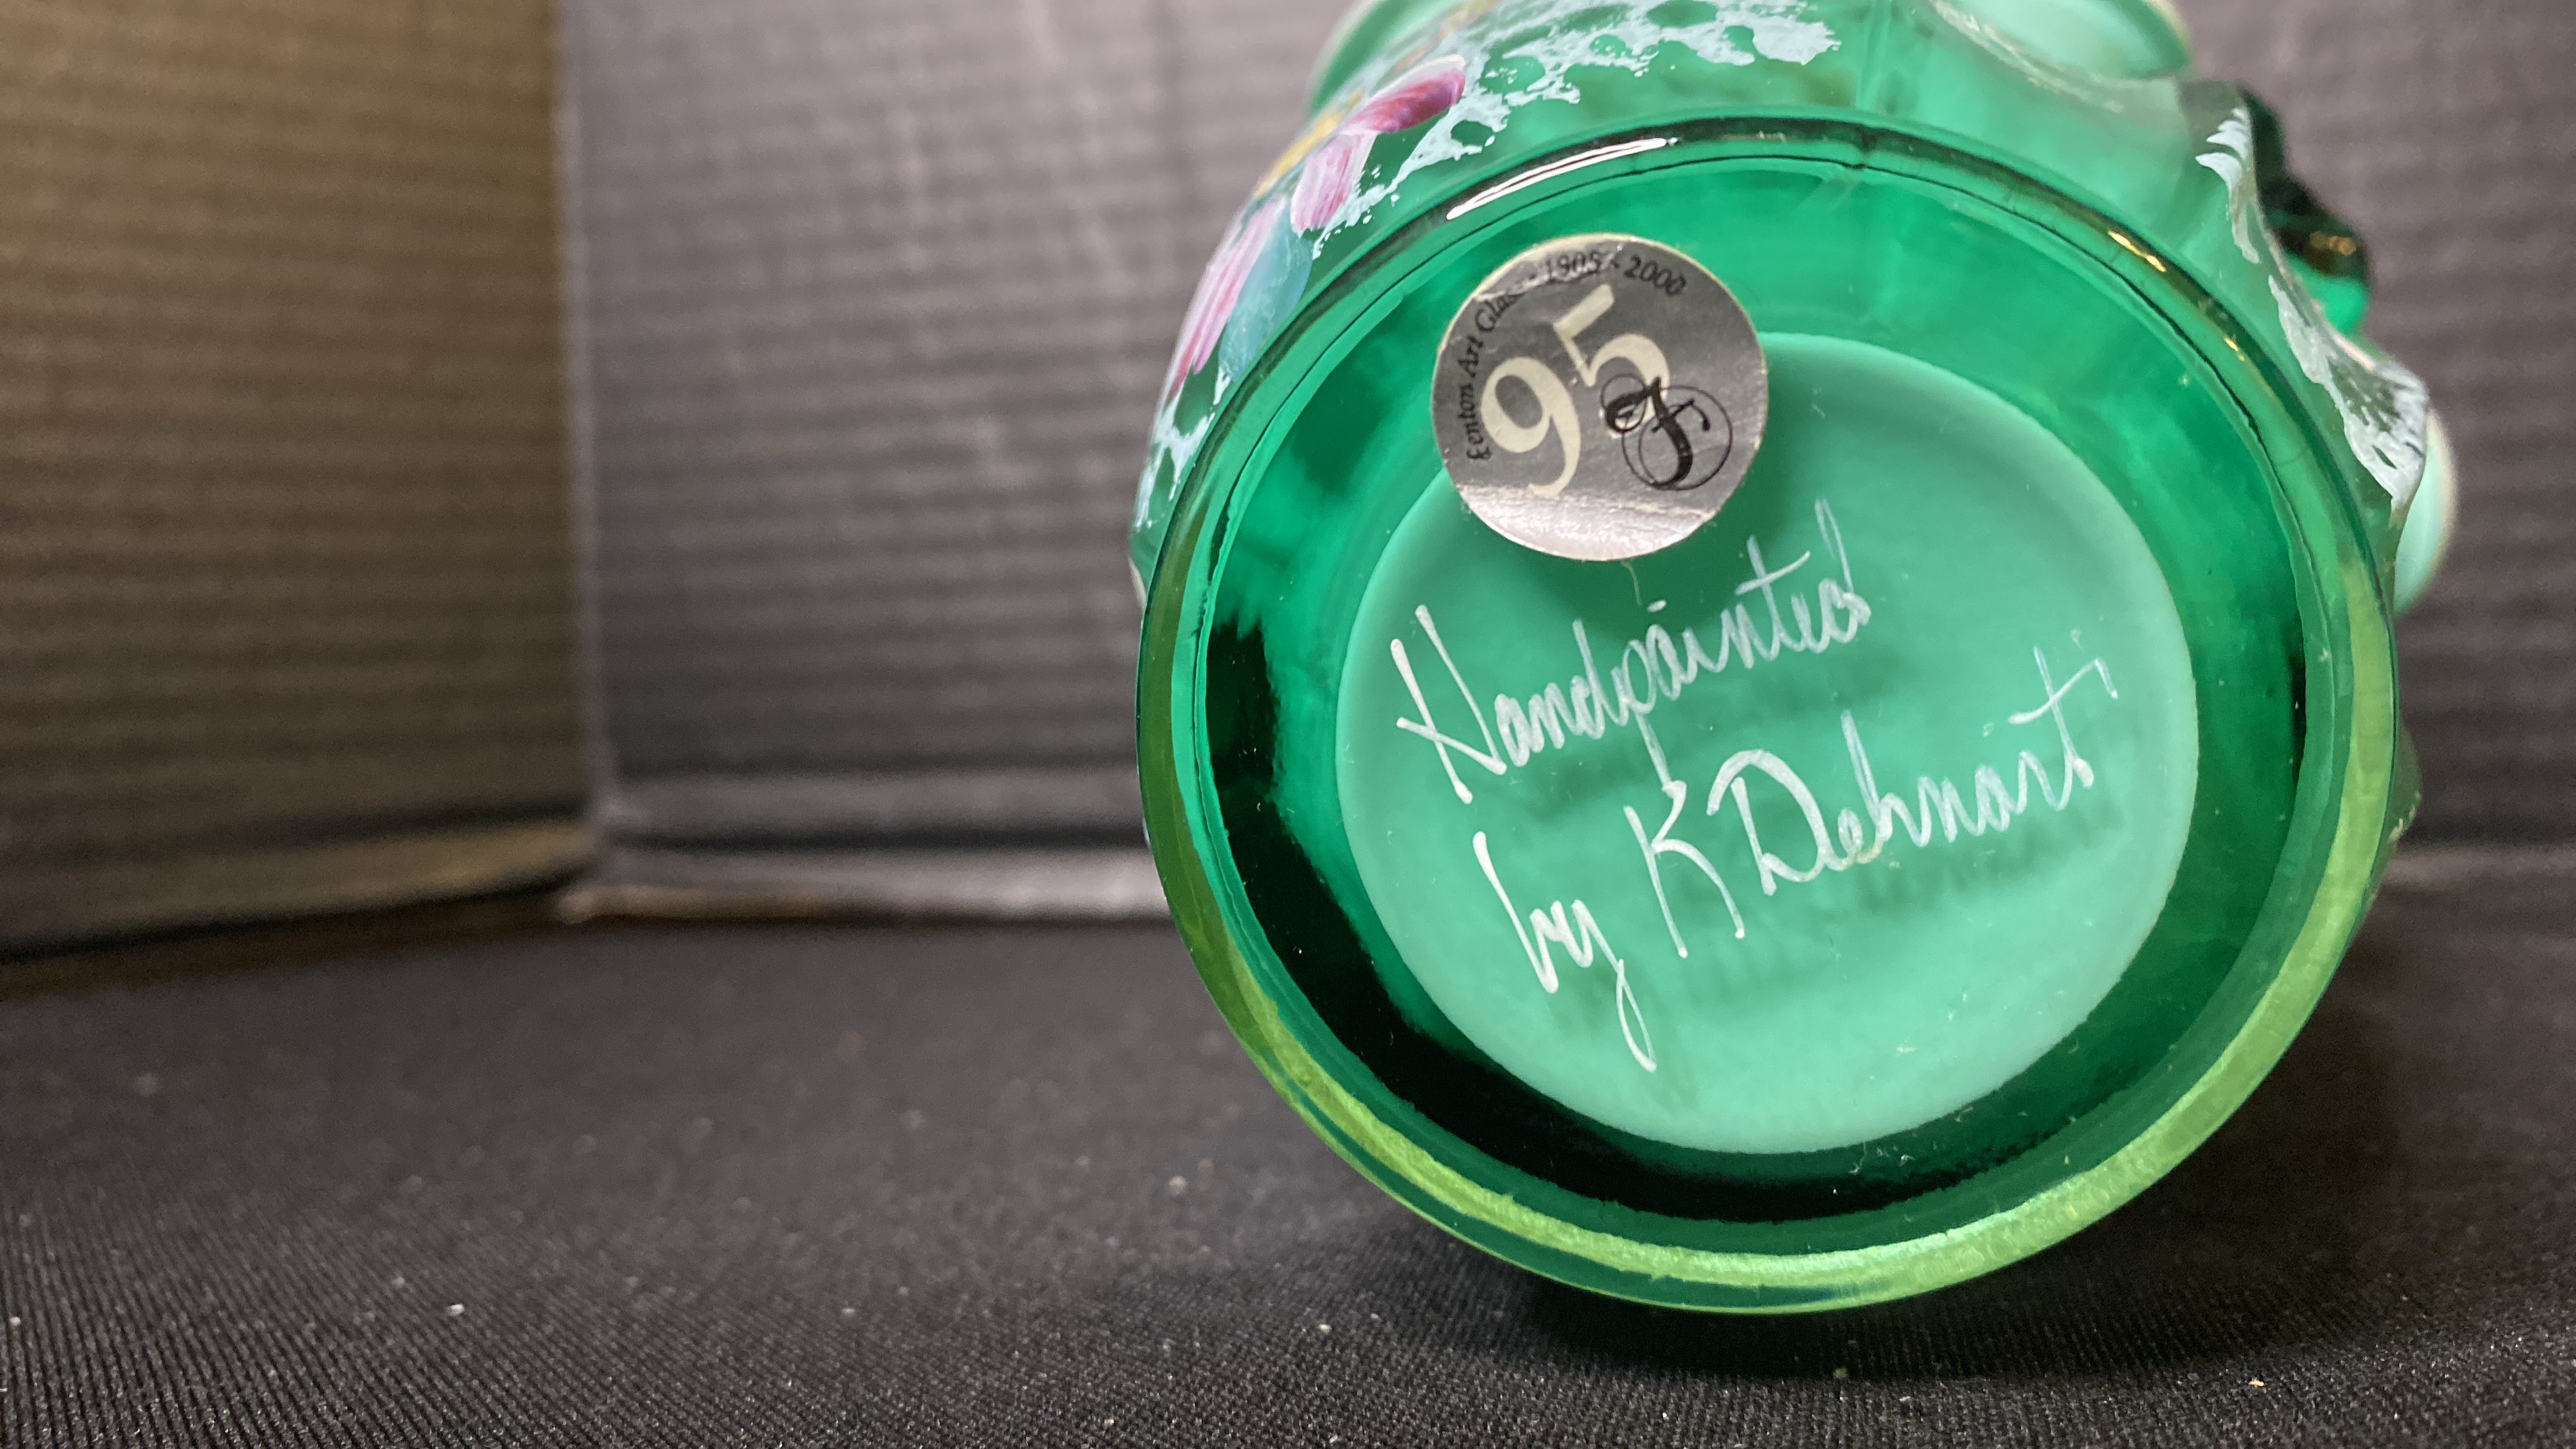 Fenton Art Glass • 1905 - 2000
95
F
Handpainted
by K Dehnart